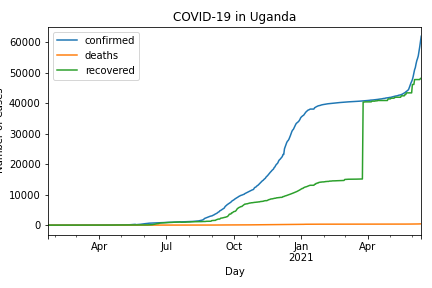 COVID-19 in Uganda
confirmed
deaths
recovered
60000
50000
40000
30000
20000
10000
0
Apr
Jul
Oct
Jan
2021
Apr
Day